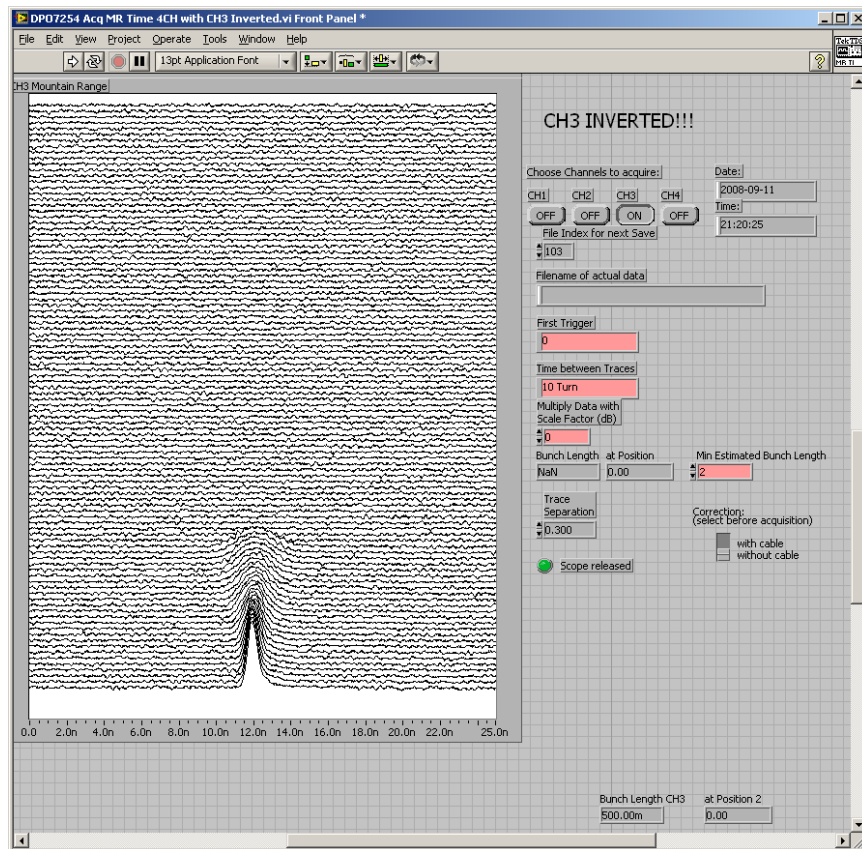 DPO7254 Acq MR Time 4CH with CH3 Inverted.vi Front Panel *
File Edit View Project Operate Tools Window Help
13pt Application Font
?
MR TI
CH3 Mountain Range
CH3 INVERTED!!!
Choose Channels to acquire:
Date:
CH1 CH2 CH3 CH4
2008-09-11
OFF OFF ON OFF
Time:
21:20:25
File Index for next Save
103
Filename of actual data
First Trigger
0
Time between Traces
10 Turn
Multiply Data with
Scale Factor (dB)
0
Bunch Length at Position Min Estimated Bunch Length
NaN 0.00 2
Trace
Separation
0.300
Correction:
(select before acquisition)
with cable
without cable
Scope released
0.0 2.0n 4.0n 6.0n 8.0n 10.0n 12.0n 14.0n 16.0n 18.0n 20.0n 22.0n 25.0n
Bunch Length CH3 at Position 2
500.00m 0.00